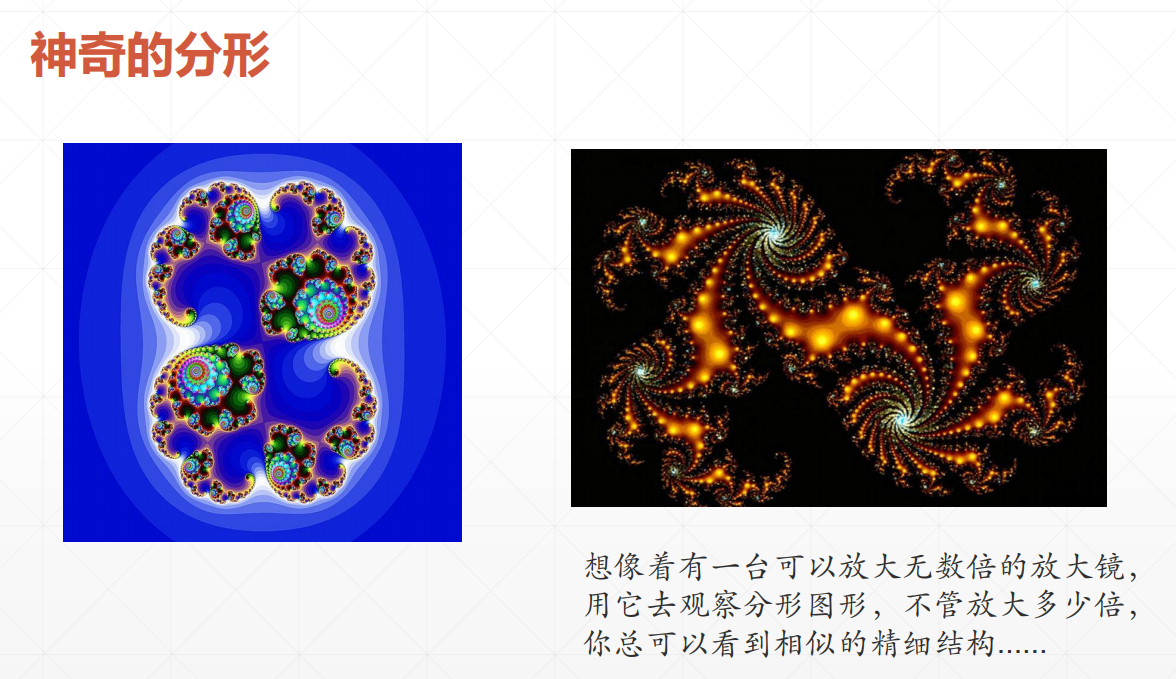 神奇的分形
想像着有一台可以放大无数倍的放大镜，
用它去观察分形图形，不管放大多少倍，
你总可以看到相似的精细结构......